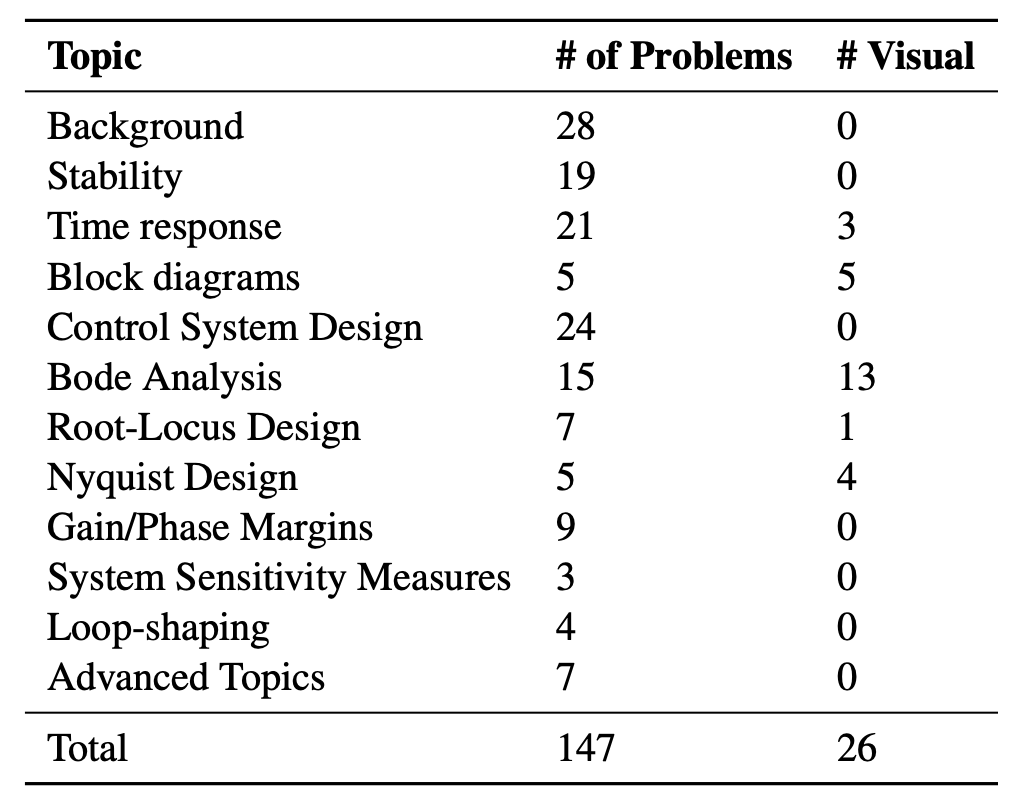 Topic # of Problems # Visual
Background 28 0
Stability 19 0
Time response 21 3
Block diagrams 5 5
Control System Design 24 0
Bode Analysis 15 13
Root-Locus Design 7 1
Nyquist Design 5 4
Gain/Phase Margins 9 0
System Sensitivity Measures 3 0
Loop-shaping 4 0
Advanced Topics 7 0
Total 147 26